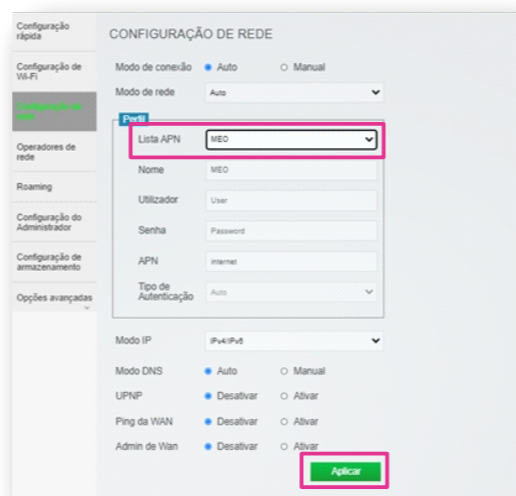 Configuração
rápida
Configuração de
Wi-Fi
Configuração de
rede
Operadores de
rede
Roaming
Configuração do
Administrador
Configuração de
armazenamento
Opções avançadas
CONFIGURAÇÃO DE REDE
Modo de conexão Auto Manual
Modo de rede Auto
Perfil
Lista APN MEO
Nome MEO
Utilizador User
Senha Password
APN internet
Tipo de
Autenticação Auto
Modo IP IPv4/IPv6
Modo DNS Auto Manual
UPNP Desativar Ativar
Ping da WAN Desativar Ativar
Admin de Wan Desativar Ativar
Aplicar